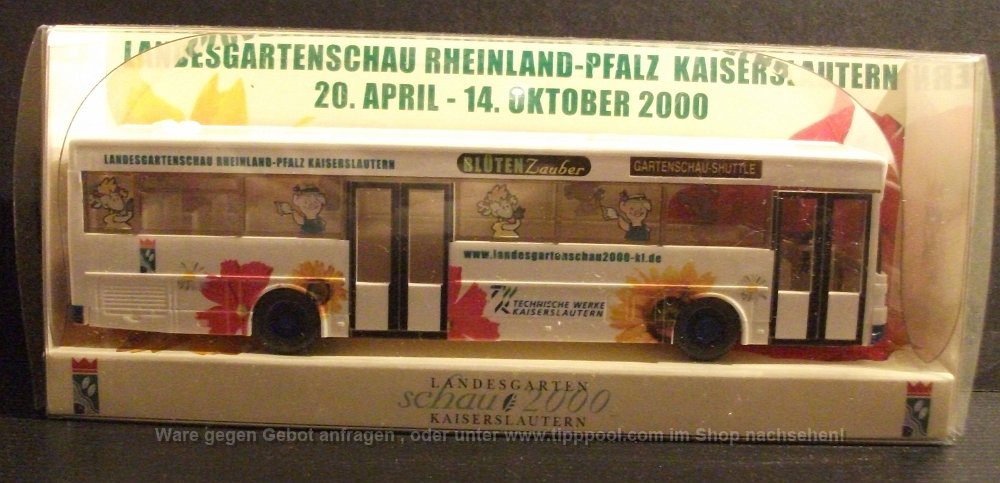 LANDESGARTENSCHAU RHEINLAND-PFALZ KAISERSLAUTERN
20. APRIL - 14. OKTOBER 2000
LANDESGARTENSCHAU RHEINLAND-PFALZ KAISERSLAUTERN
BLÜTEN Zauber
GARTENSCHAU-SHUTTLE
www.landesgartenschau2000-kl.de
TECHNISCHE WERKE
KAISERSLAUTERN
LANDESGARTEN
schau 2000
KAISERSLAUTERN
Ware gegen Gebot anfragen , oder unter www.tipppool.com im Shop nachsehen!